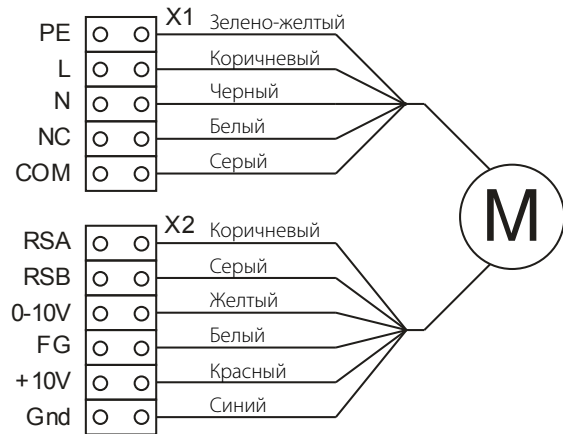 X1
PE Зелено-желтый
L Коричневый
N Черный
NC Белый
COM Серый
M
X2
RSA Коричневый
RSB Серый
0-10V Желтый
FG Белый
+10V Красный
Gnd Синий